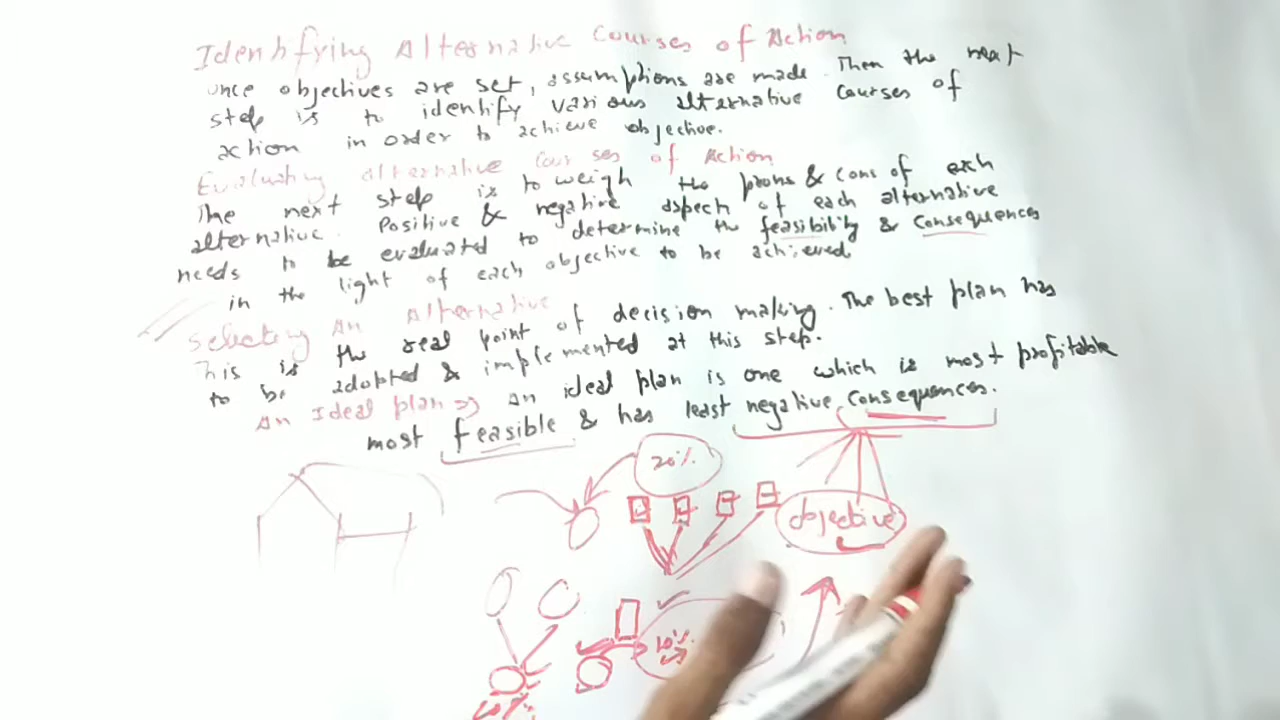 Identifying Alternative Courses of Action
once objectives are set, assumptions are made. Then the next
step is to identify various alternative courses of
action in order to achieve objective.
Evaluating alternative Courses of Action
The next step is to weigh the prons & cons of each
alternative. Positive & negative aspech of each alternative
needs to be evaluated to determine the feasibility & consequences
in the light of each objective to be achieved
Selecting An Alternative
This is the real point of decision making. The best plan has
to be adopted & implemented at this step.
An Ideal plan => an ideal plan is one which is most profitable
most feasible & has least negative consequences.
20%
objective
10%